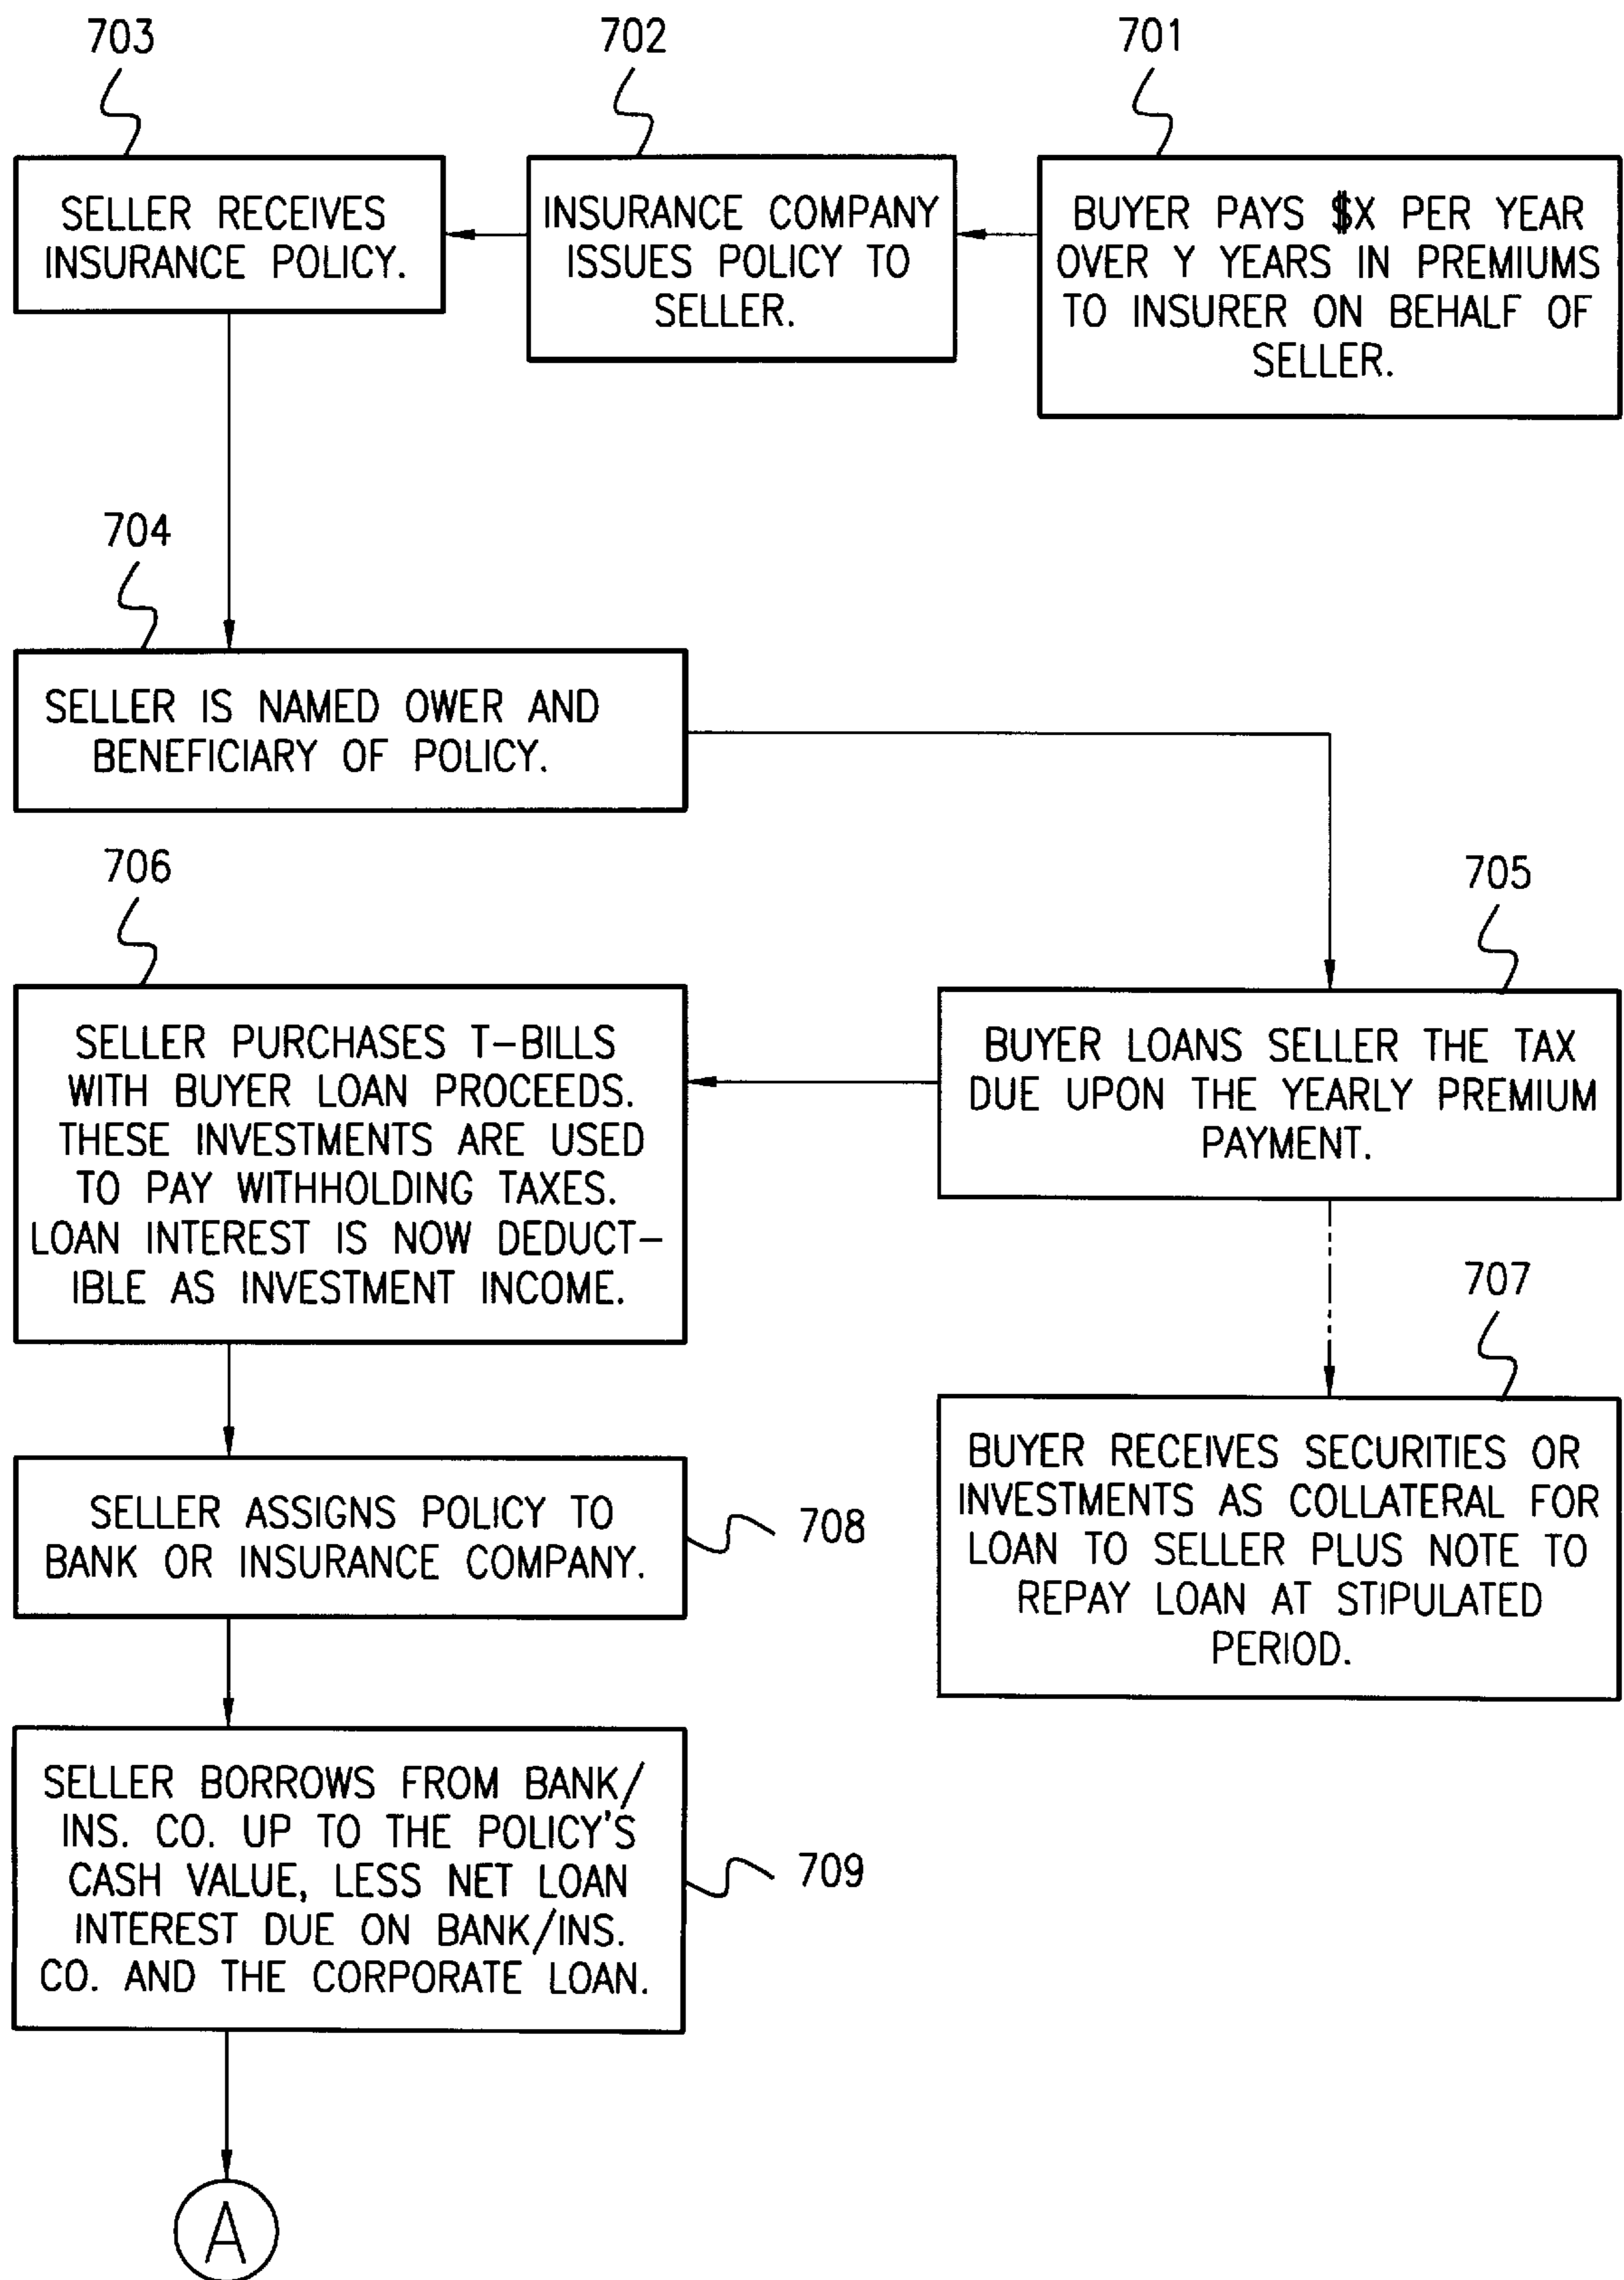 703
702
701
SELLER RECEIVES
INSURANCE POLICY.
INSURANCE COMPANY
ISSUES POLICY TO
SELLER.
BUYER PAYS $X PER YEAR
OVER Y YEARS IN PREMIUMS
TO INSURER ON BEHALF OF
SELLER.
704
SELLER IS NAMED OWER AND
BENEFICIARY OF POLICY.
706
705
SELLER PURCHASES T-BILLS
WITH BUYER LOAN PROCEEDS.
THESE INVESTMENTS ARE USED
TO PAY WITHHOLDING TAXES.
LOAN INTEREST IS NOW DEDUCT-
IBLE AS INVESTMENT INCOME.
BUYER LOANS SELLER THE TAX
DUE UPON THE YEARLY PREMIUM
PAYMENT.
707
BUYER RECEIVES SECURITIES OR
INVESTMENTS AS COLLATERAL FOR
LOAN TO SELLER PLUS NOTE TO
REPAY LOAN AT STIPULATED
PERIOD.
SELLER ASSIGNS POLICY TO
BANK OR INSURANCE COMPANY.
708
SELLER BORROWS FROM BANK/
INS. CO. UP TO THE POLICY'S
CASH VALUE, LESS NET LOAN
INTEREST DUE ON BANK/INS.
CO. AND THE CORPORATE LOAN.
709
A